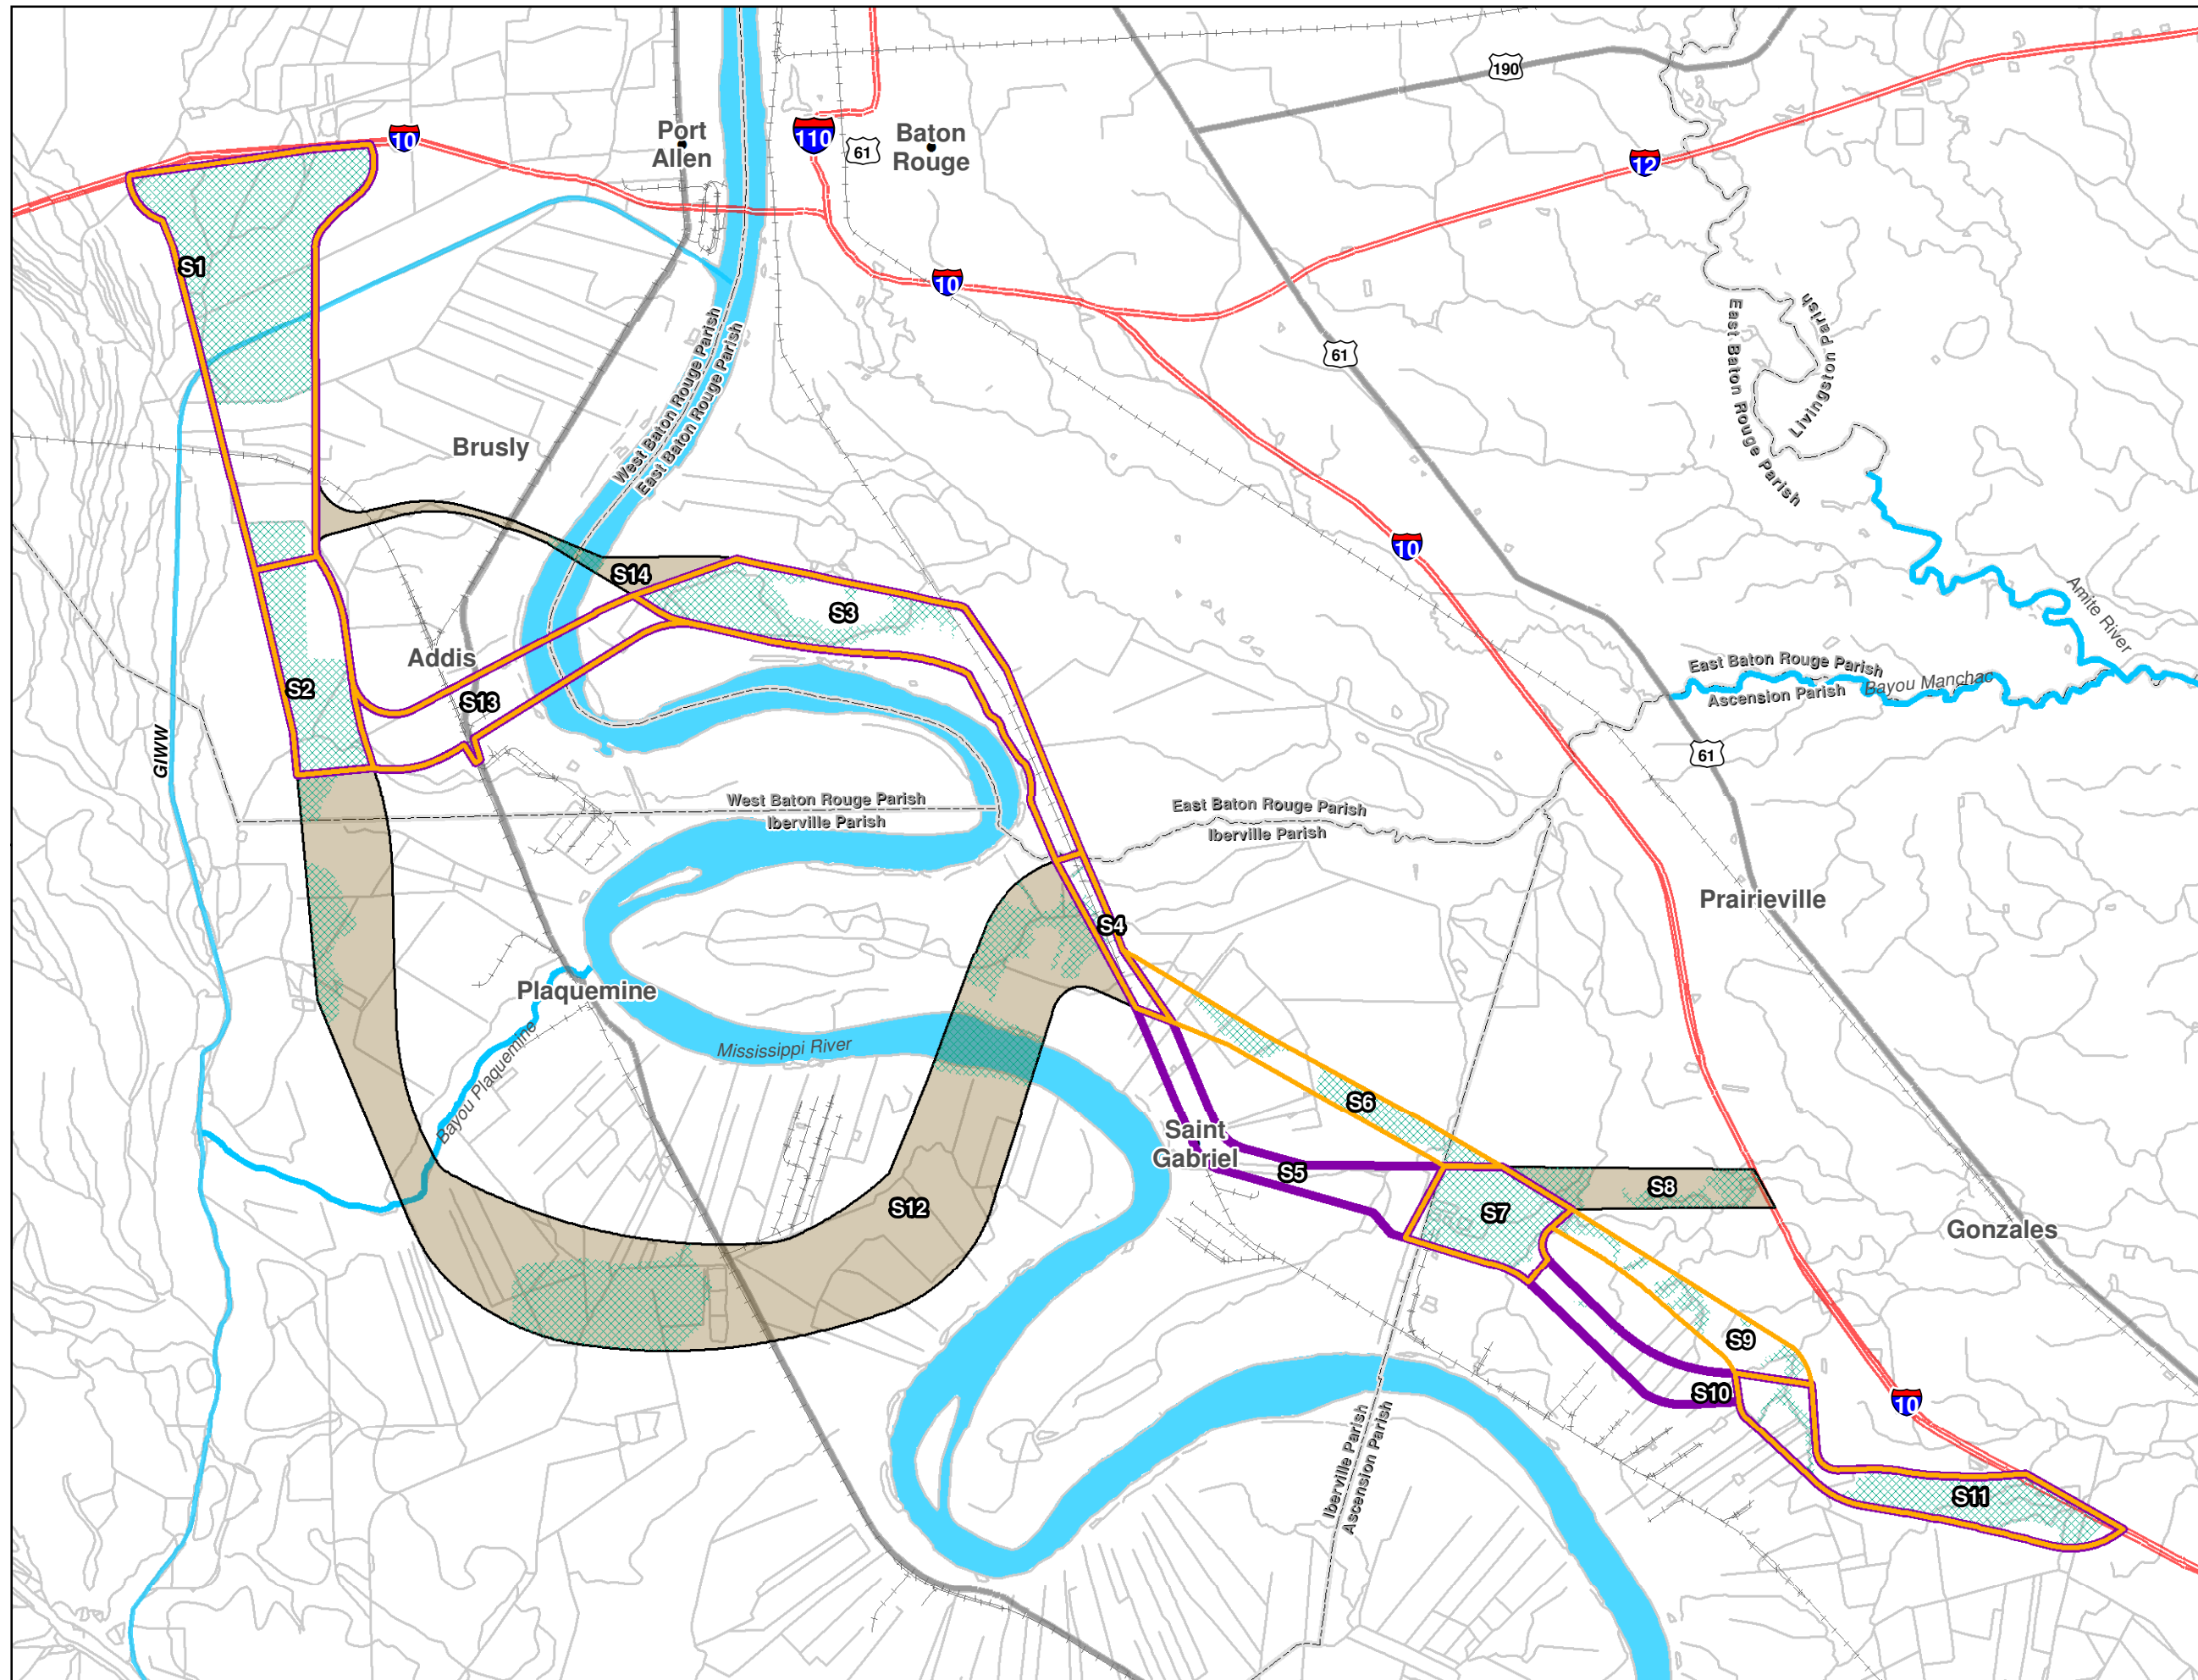 190
10
Port
Allen
110
61
Baton
Rouge
12
S1
10
West Baton Rouge Parish
East Baton Rouge Parish
East Baton Rouge Parish
Livingston Parish
61
Brusly
10
S14
S3
Amite River
Addis
S2
S13
East Baton Rouge Parish
Ascension Parish
Bayou Manchac
GIWW
61
West Baton Rouge Parish
Iberville Parish
East Baton Rouge Parish
Iberville Parish
Prairieville
S4
Plaquemine
Mississippi River
Bayou Plaquemine
S6
Saint
Gabriel
S5
S8
S12
S7
Gonzales
S9
S10
10
Iberville Parish
Ascension Parish
S11